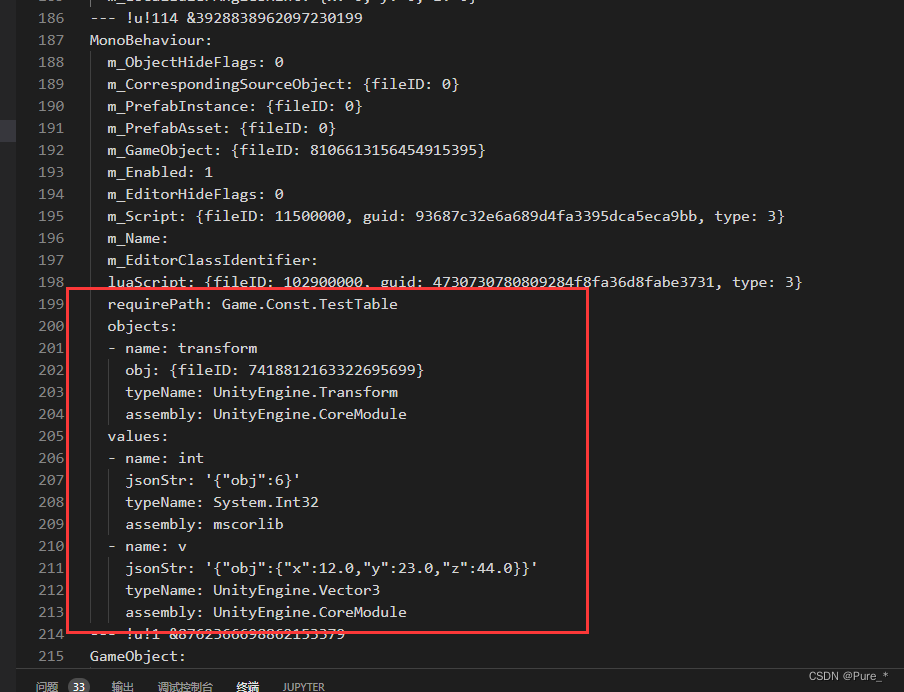 186 --- !u!114 &3928838962097230199
187 MonoBehaviour:
188 m_ObjectHideFlags: 0
189 m_CorrespondingSourceObject: {fileID: 0}
190 m_PrefabInstance: {fileID: 0}
191 m_PrefabAsset: {fileID: 0}
192 m_GameObject: {fileID: 8106613156454915395}
193 m_Enabled: 1
194 m_EditorHideFlags: 0
195 m_Script: {fileID: 11500000, guid: 93687c32e6a689d4fa3395dca5eca9bb, type: 3}
196 m_Name:
197 m_EditorClassIdentifier:
198 luaScript: {fileID: 102900000, guid: 4730730780809284f8fa36d8fabe3731, type: 3}
199 requirePath: Game.Const.TestTable
200 objects:
201 - name: transform
202 obj: {fileID: 7418812163322695699}
203 typeName: UnityEngine.Transform
204 assembly: UnityEngine.CoreModule
205 values:
206 - name: int
207 jsonStr: '{"obj":6}'
208 typeName: System.Int32
209 assembly: mscorlib
210 - name: v
211 jsonStr: '{"obj":{"x":12.0,"y":23.0,"z":44.0}}'
212 typeName: UnityEngine.Vector3
213 assembly: UnityEngine.CoreModule
214 --- !u!1 &8762366698862153379
215 GameObject:
问题 33 输出 调试控制台 终端 JUPYTER
CSDN @Pure_*